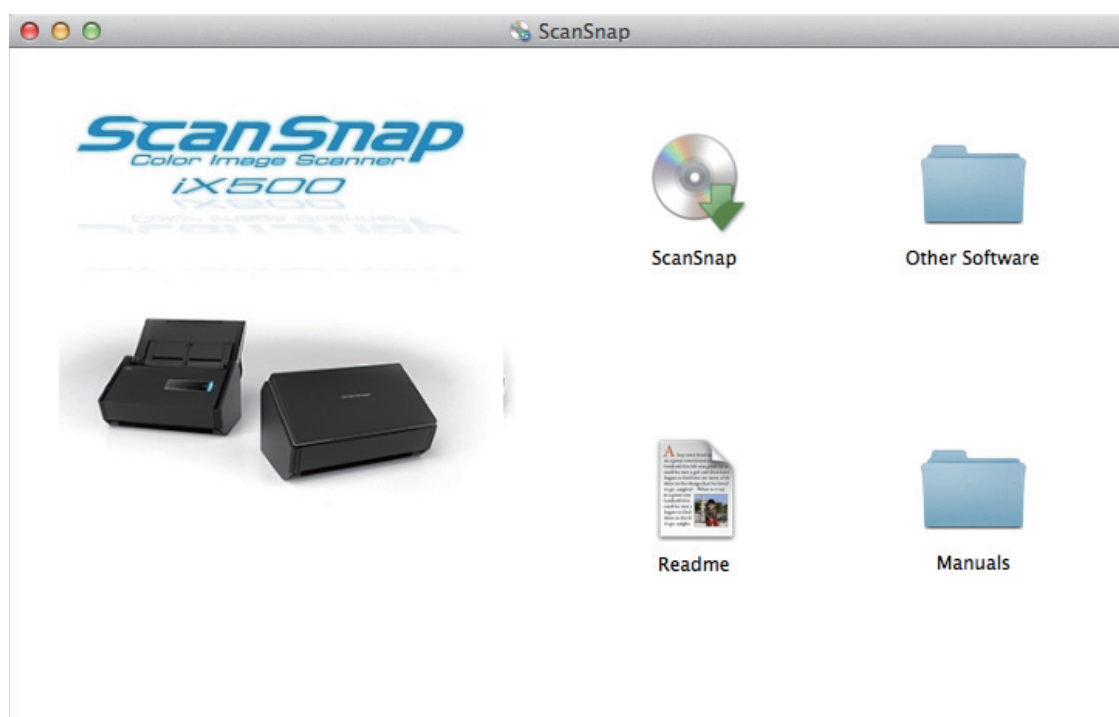 ScanSnap
ScanSnap
Color Image Scanner
iX500
ScanSnap
Other Software
Readme
Manuals